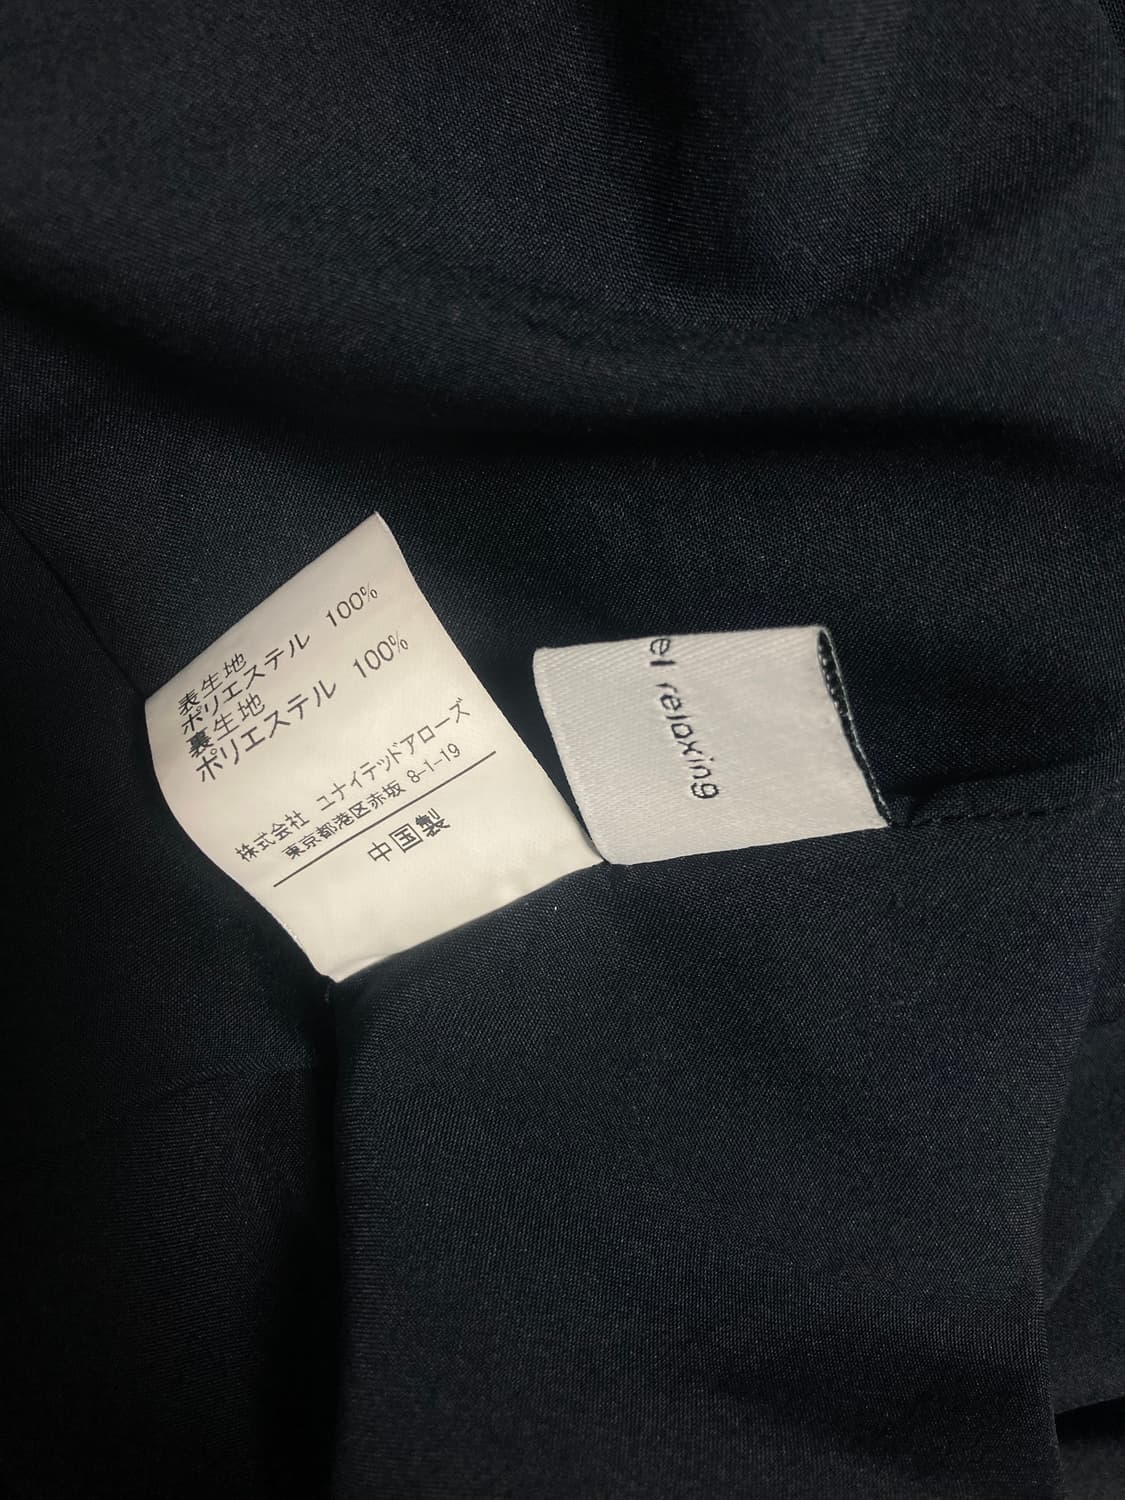 表生地
ポリエステル 100%
裏生地
ポリエステル 100%
株式会社 ユナイテッドアローズ
東京都港区赤坂 8-1-19
中国製
el relaxing